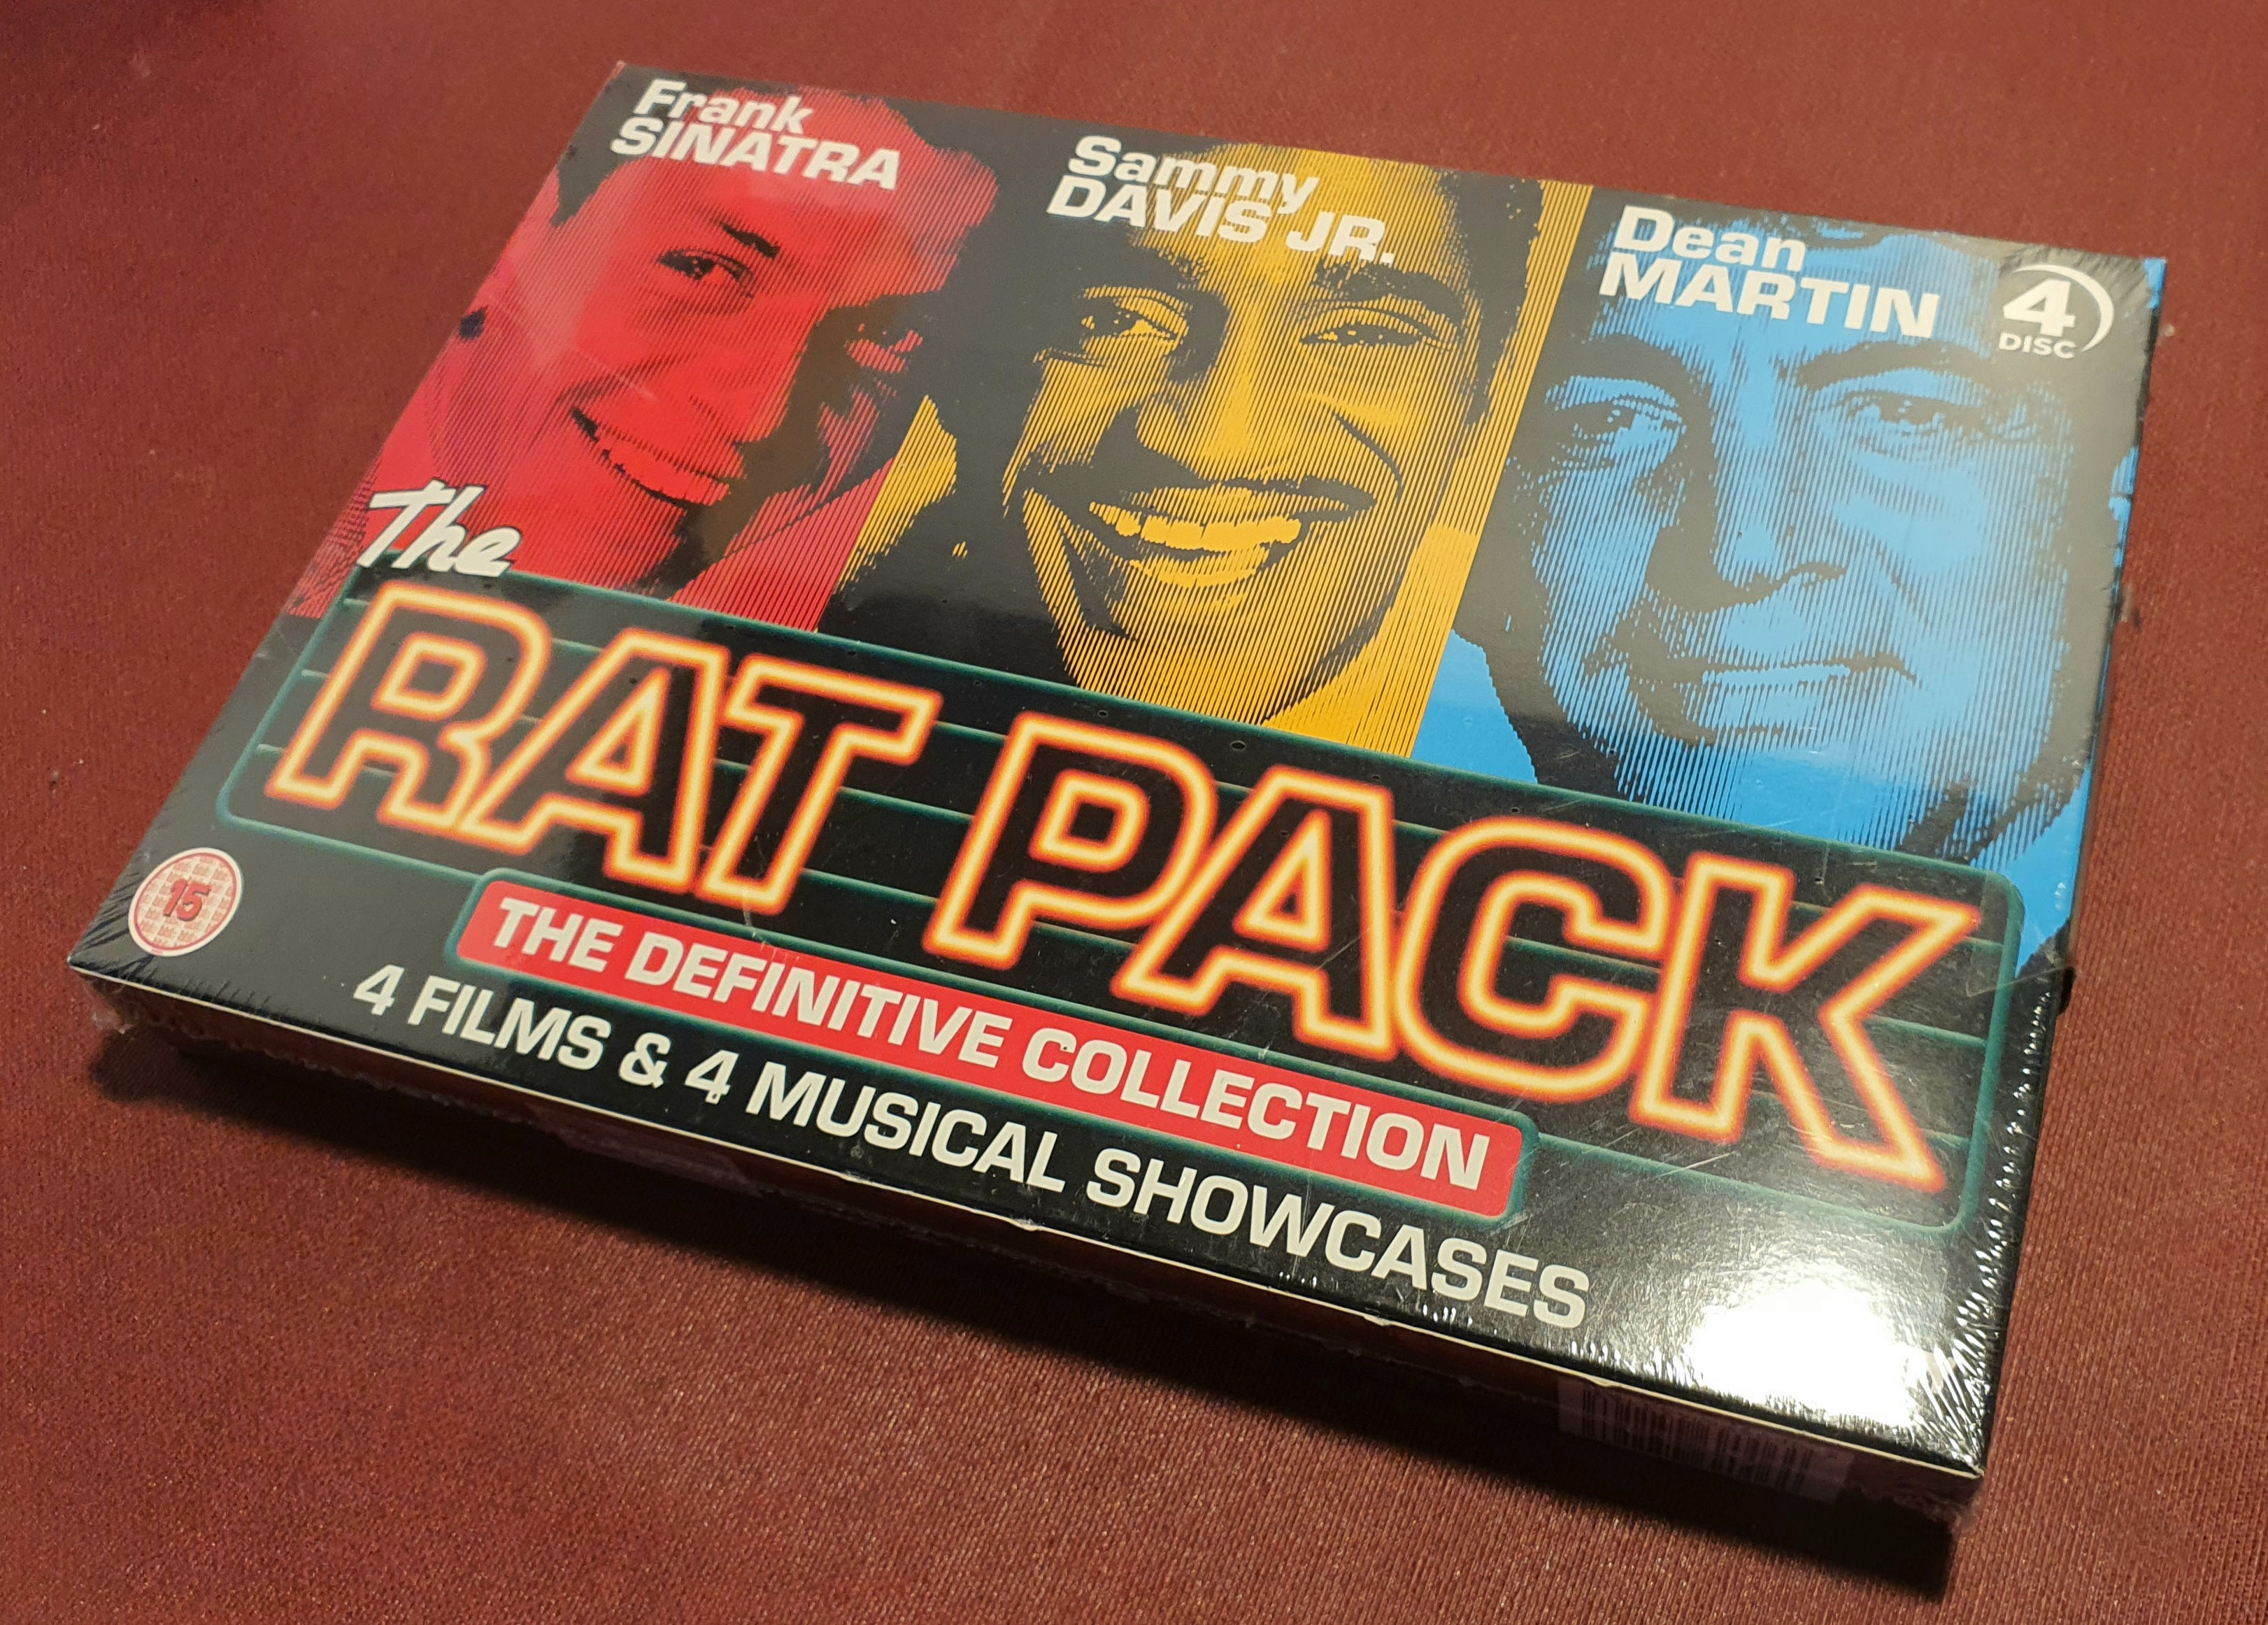 Frank
SINATRA
Sammy
DAVIS JR.
Dean
MARTIN
4
DISC
The
RAT PACK
15
THE DEFINITIVE COLLECTION
4 FILMS & 4 MUSICAL SHOWCASES